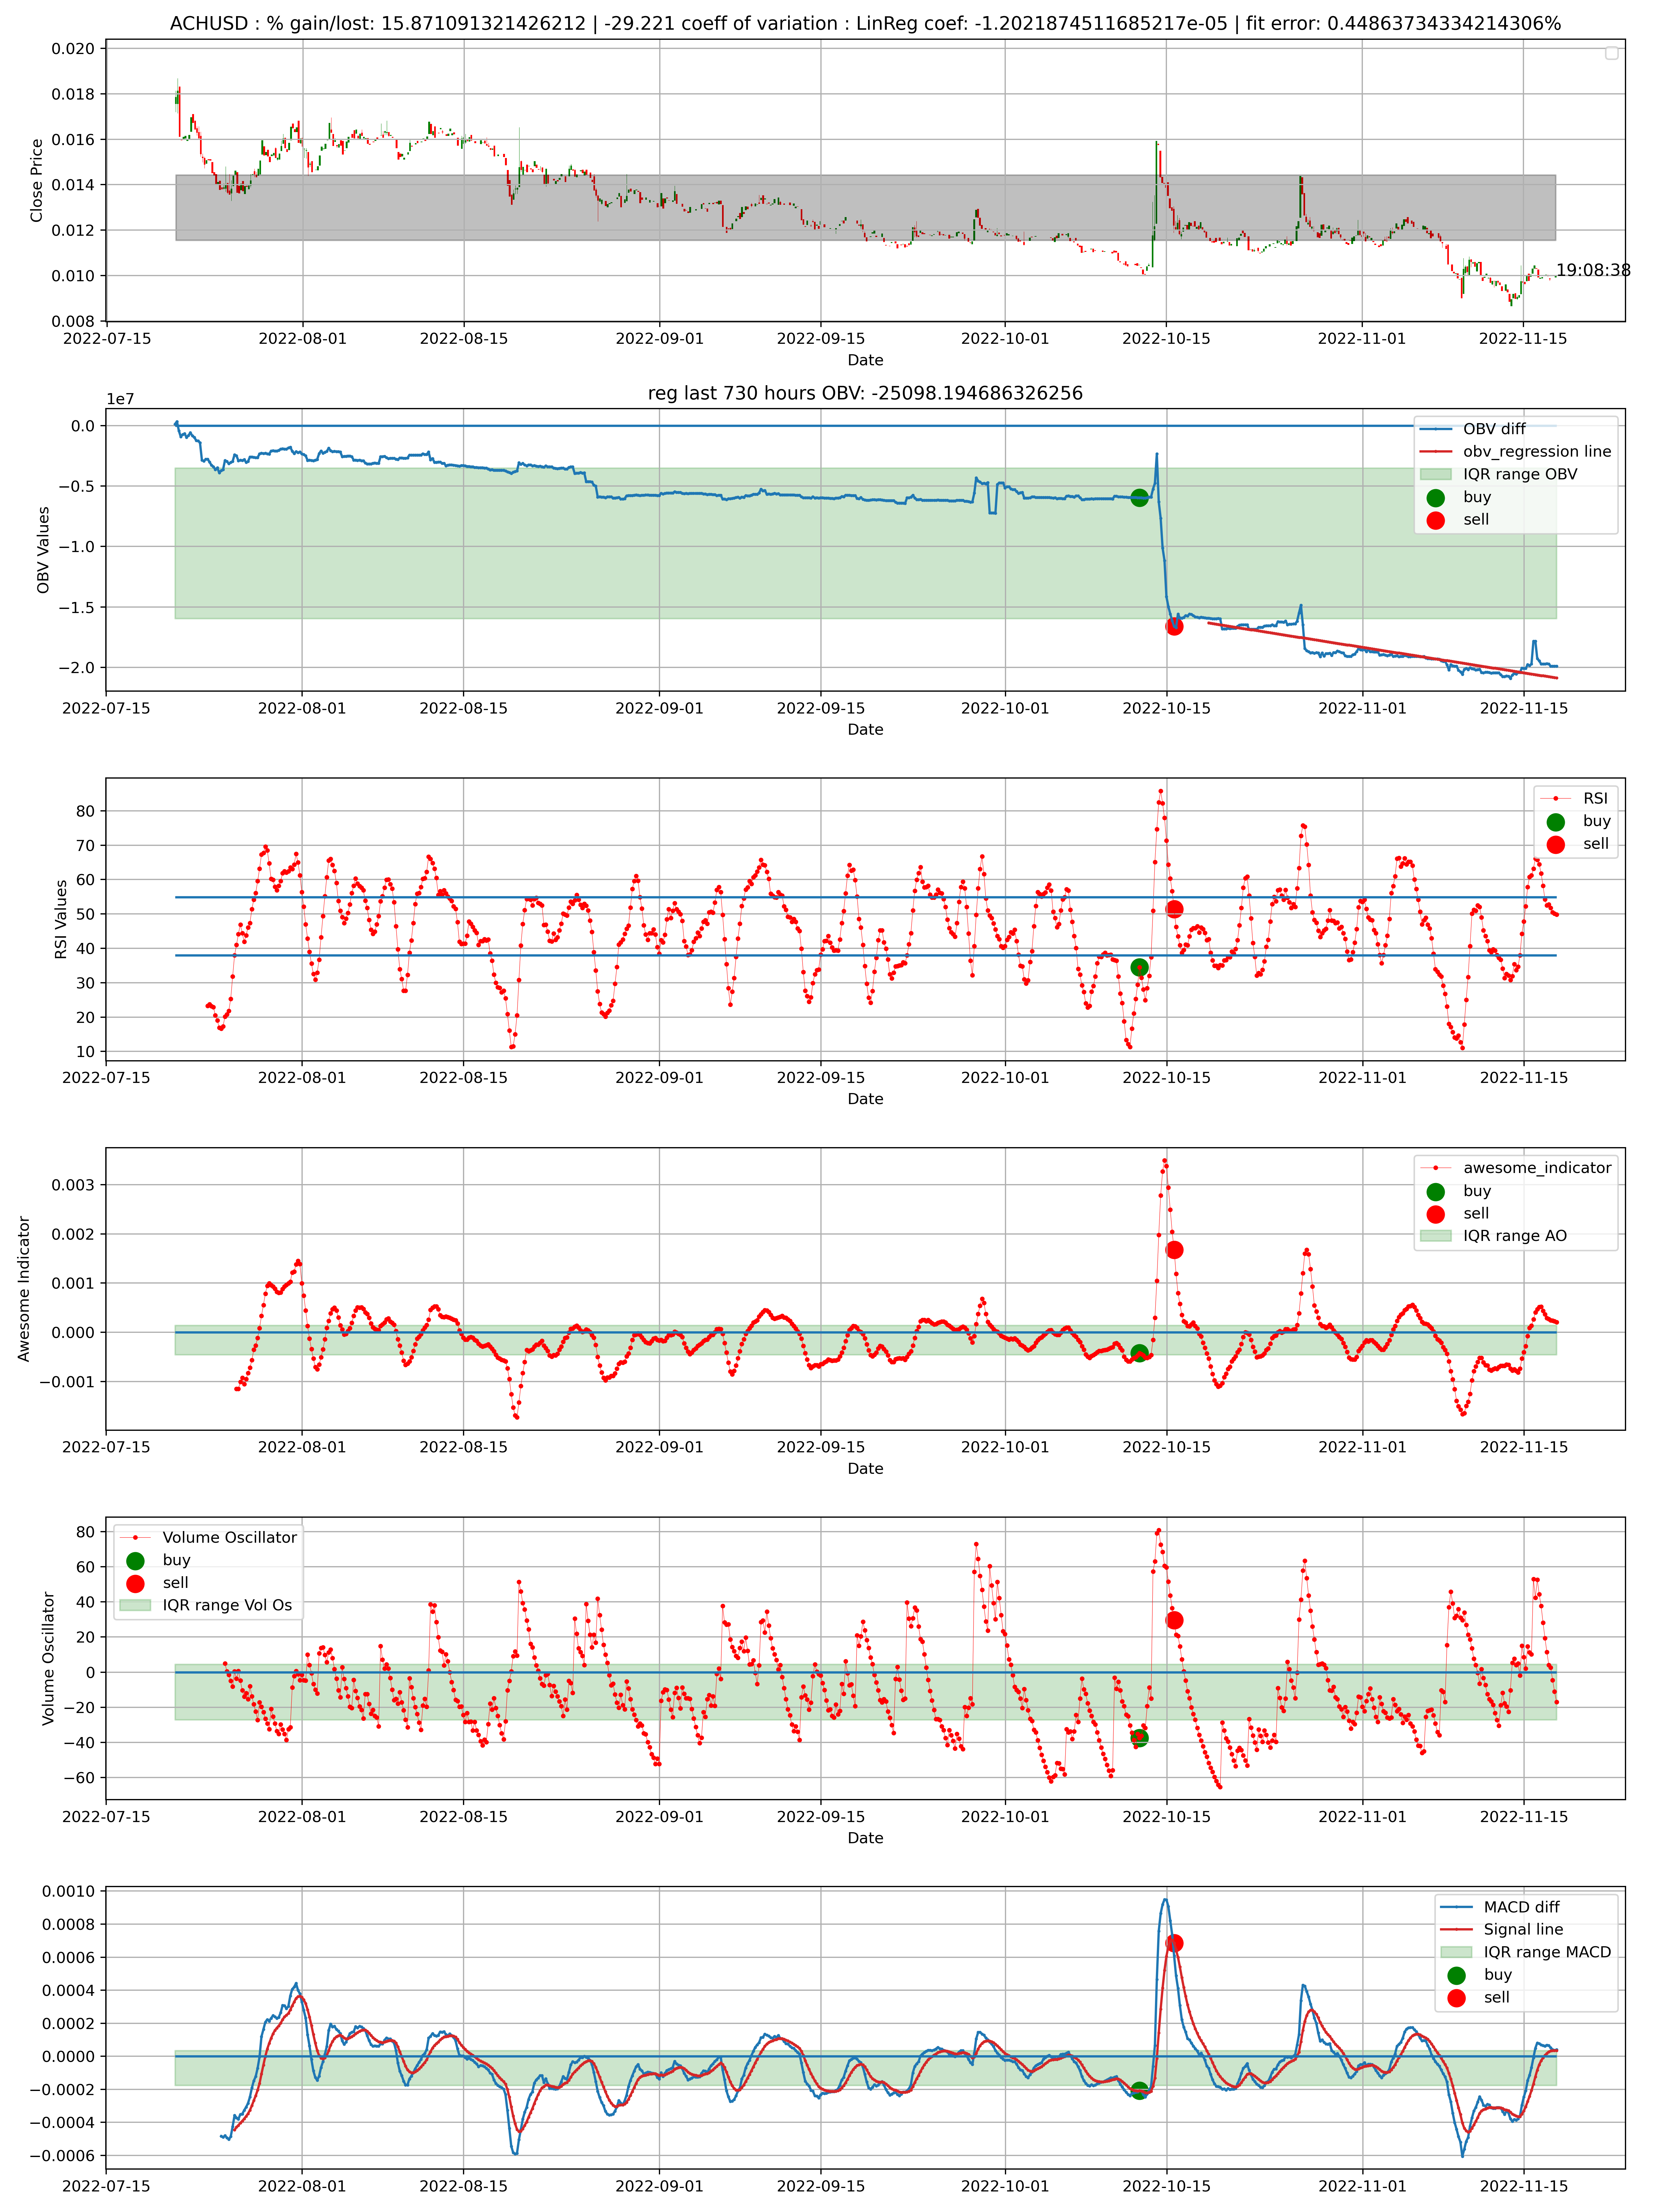 ACHUSD : % gain/lost: 15.871091321426212 | -29.221 coeff of variation : LinReg coef: -1.2021874511685217e-05 | fit error: 0.44863734334214306%
0.020
0.018
0.016
0.014
0.012
0.010
0.008
Close Price
19:08:38
2022-07-15 2022-08-01 2022-08-15 2022-09-01 2022-09-15 2022-10-01 2022-10-15 2022-11-01 2022-11-15
Date
reg last 730 hours OBV: -25098.194686326256
1e7
0.0
−0.5
−1.0
−1.5
−2.0
OBV Values
OBV diff
obv_regression line
IQR range OBV
buy
sell
2022-07-15 2022-08-01 2022-08-15 2022-09-01 2022-09-15 2022-10-01 2022-10-15 2022-11-01 2022-11-15
Date
80
70
60
50
40
30
20
10
RSI Values
RSI
buy
sell
2022-07-15 2022-08-01 2022-08-15 2022-09-01 2022-09-15 2022-10-01 2022-10-15 2022-11-01 2022-11-15
Date
0.003
0.002
0.001
0.000
−0.001
Awesome Indicator
awesome_indicator
buy
sell
IQR range AO
2022-07-15 2022-08-01 2022-08-15 2022-09-01 2022-09-15 2022-10-01 2022-10-15 2022-11-01 2022-11-15
Date
80
60
40
20
0
−20
−40
−60
Volume Oscillator
Volume Oscillator
buy
sell
IQR range Vol Os
2022-07-15 2022-08-01 2022-08-15 2022-09-01 2022-09-15 2022-10-01 2022-10-15 2022-11-01 2022-11-15
Date
0.0010
0.0008
0.0006
0.0004
0.0002
0.0000
−0.0002
−0.0004
−0.0006
MACD diff
Signal line
IQR range MACD
buy
sell
2022-07-15 2022-08-01 2022-08-15 2022-09-01 2022-09-15 2022-10-01 2022-10-15 2022-11-01 2022-11-15